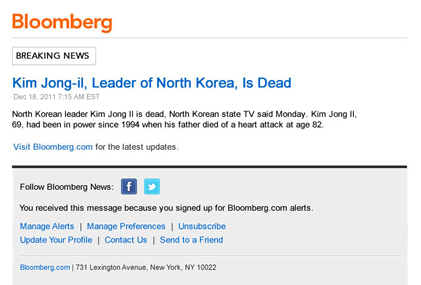 Bloomberg
BREAKING NEWS
Kim Jong-il, Leader of North Korea, Is Dead
Dec 18, 2011 7:15 AM EST
North Korean leader Kim Jong Il is dead, North Korean state TV said Monday. Kim Jong Il,
69, had been in power since 1994 when his father died of a heart attack at age 82.
Visit Bloomberg.com for the latest updates.
Follow Bloomberg News:
You received this message because you signed up for Bloomberg.com alerts.
Manage Alerts | Manage Preferences | Unsubscribe
Update Your Profile | Contact Us | Send to a Friend
Bloomberg.com | 731 Lexington Avenue, New York, NY 10022